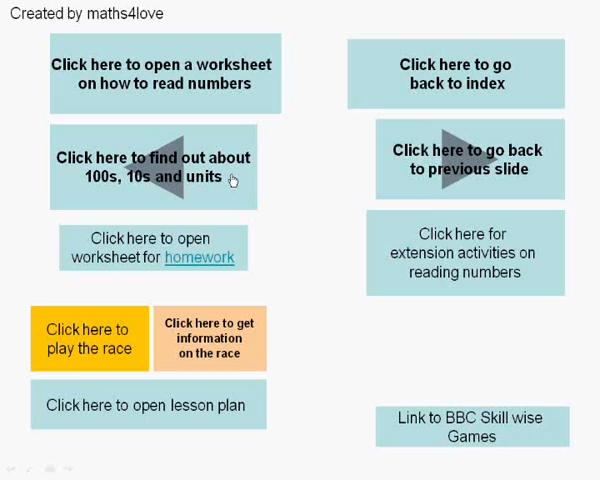 Created by maths4love
Click here to open a worksheet
on how to read numbers
Click here to go
back to index
Click here to find out about
100s, 10s and units
Click here to go back
to previous slide
Click here to open
worksheet for homework
Click here for
extension activities on
reading numbers
Click here to
play the race
Click here to get
information
on the race
Click here to open lesson plan
Link to BBC Skill wise
Games